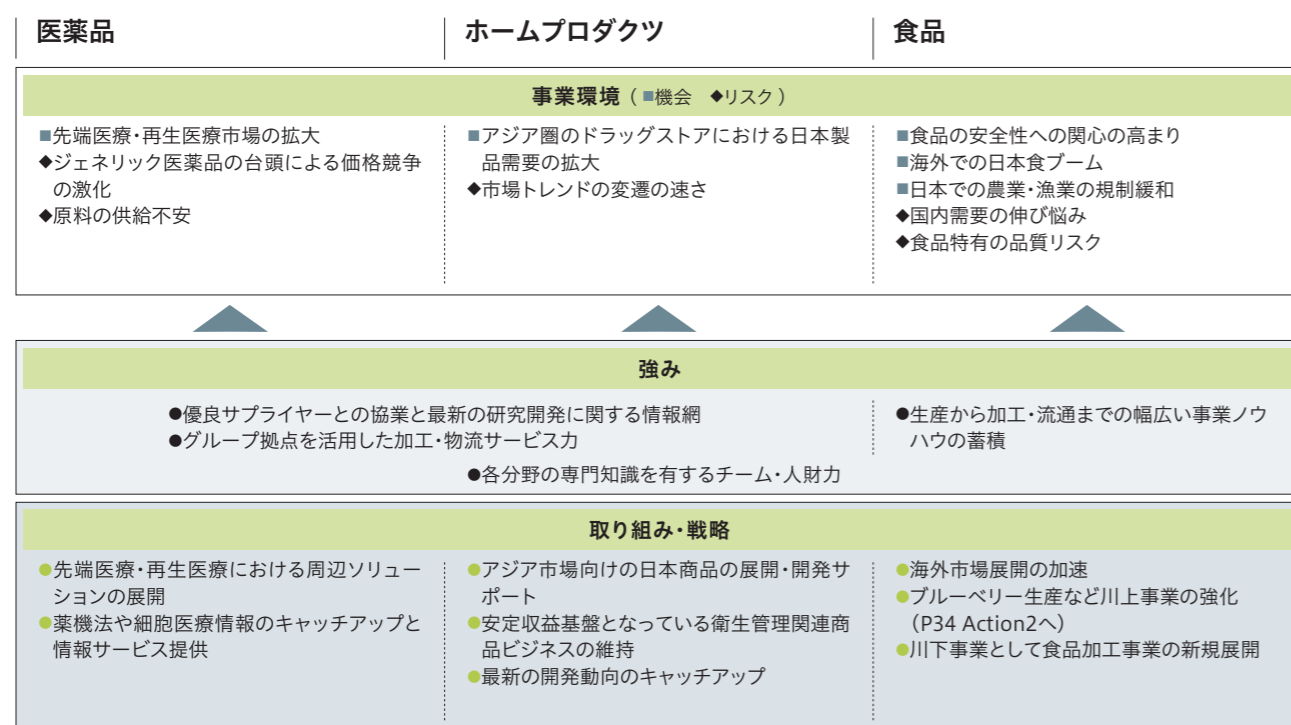 医薬品
ホームプロダクツ
食品
事業環境（■機会　◆リスク）
■先端医療・再生医療市場の拡大
◆ジェネリック医薬品の台頭による価格競争
の激化
◆原料の供給不安
■アジア圏のドラッグストアにおける日本製
品需要の拡大
◆市場トレンドの変遷の速さ
■食品の安全性への関心の高まり
■海外での日本食ブーム
■日本での農業・漁業の規制緩和
◆国内需要の伸び悩み
◆食品特有の品質リスク
強み
●優良サプライヤーとの協業と最新の研究開発に関する情報網
●グループ拠点を活用した加工・物流サービス力
●生産から加工・流通までの幅広い事業ノウ
ハウの蓄積
●各分野の専門知識を有するチーム・人財力
取り組み・戦略
●先端医療・再生医療における周辺ソリュー
ションの展開
●薬機法や細胞医療情報のキャッチアップと
情報サービス提供
●アジア市場向けの日本商品の展開・開発サ
ポート
●安定収益基盤となっている衛生管理関連商
品ビジネスの維持
●最新の開発動向のキャッチアップ
●海外市場展開の加速
●ブルーベリー生産など川上事業の強化
（P34 Action2へ）
●川下事業として食品加工事業の新規展開